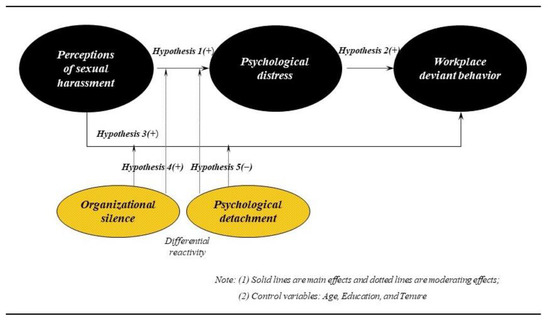 Perceptions
of sexual
harassment
Hypothesis 1(+)
Psychological
distress
Hypothesis 2(+)
Workplace
deviant behavior
Hypothesis 3(+)
Hypothesis 4(+)
Hypothesis 5(−)
Organizational
silence
Psychological
detachment
Differential
reactivity
Note: (1) Solid lines are main effects and dotted lines are moderating effects;
(2) Control variables: Age, Education, and Tenure